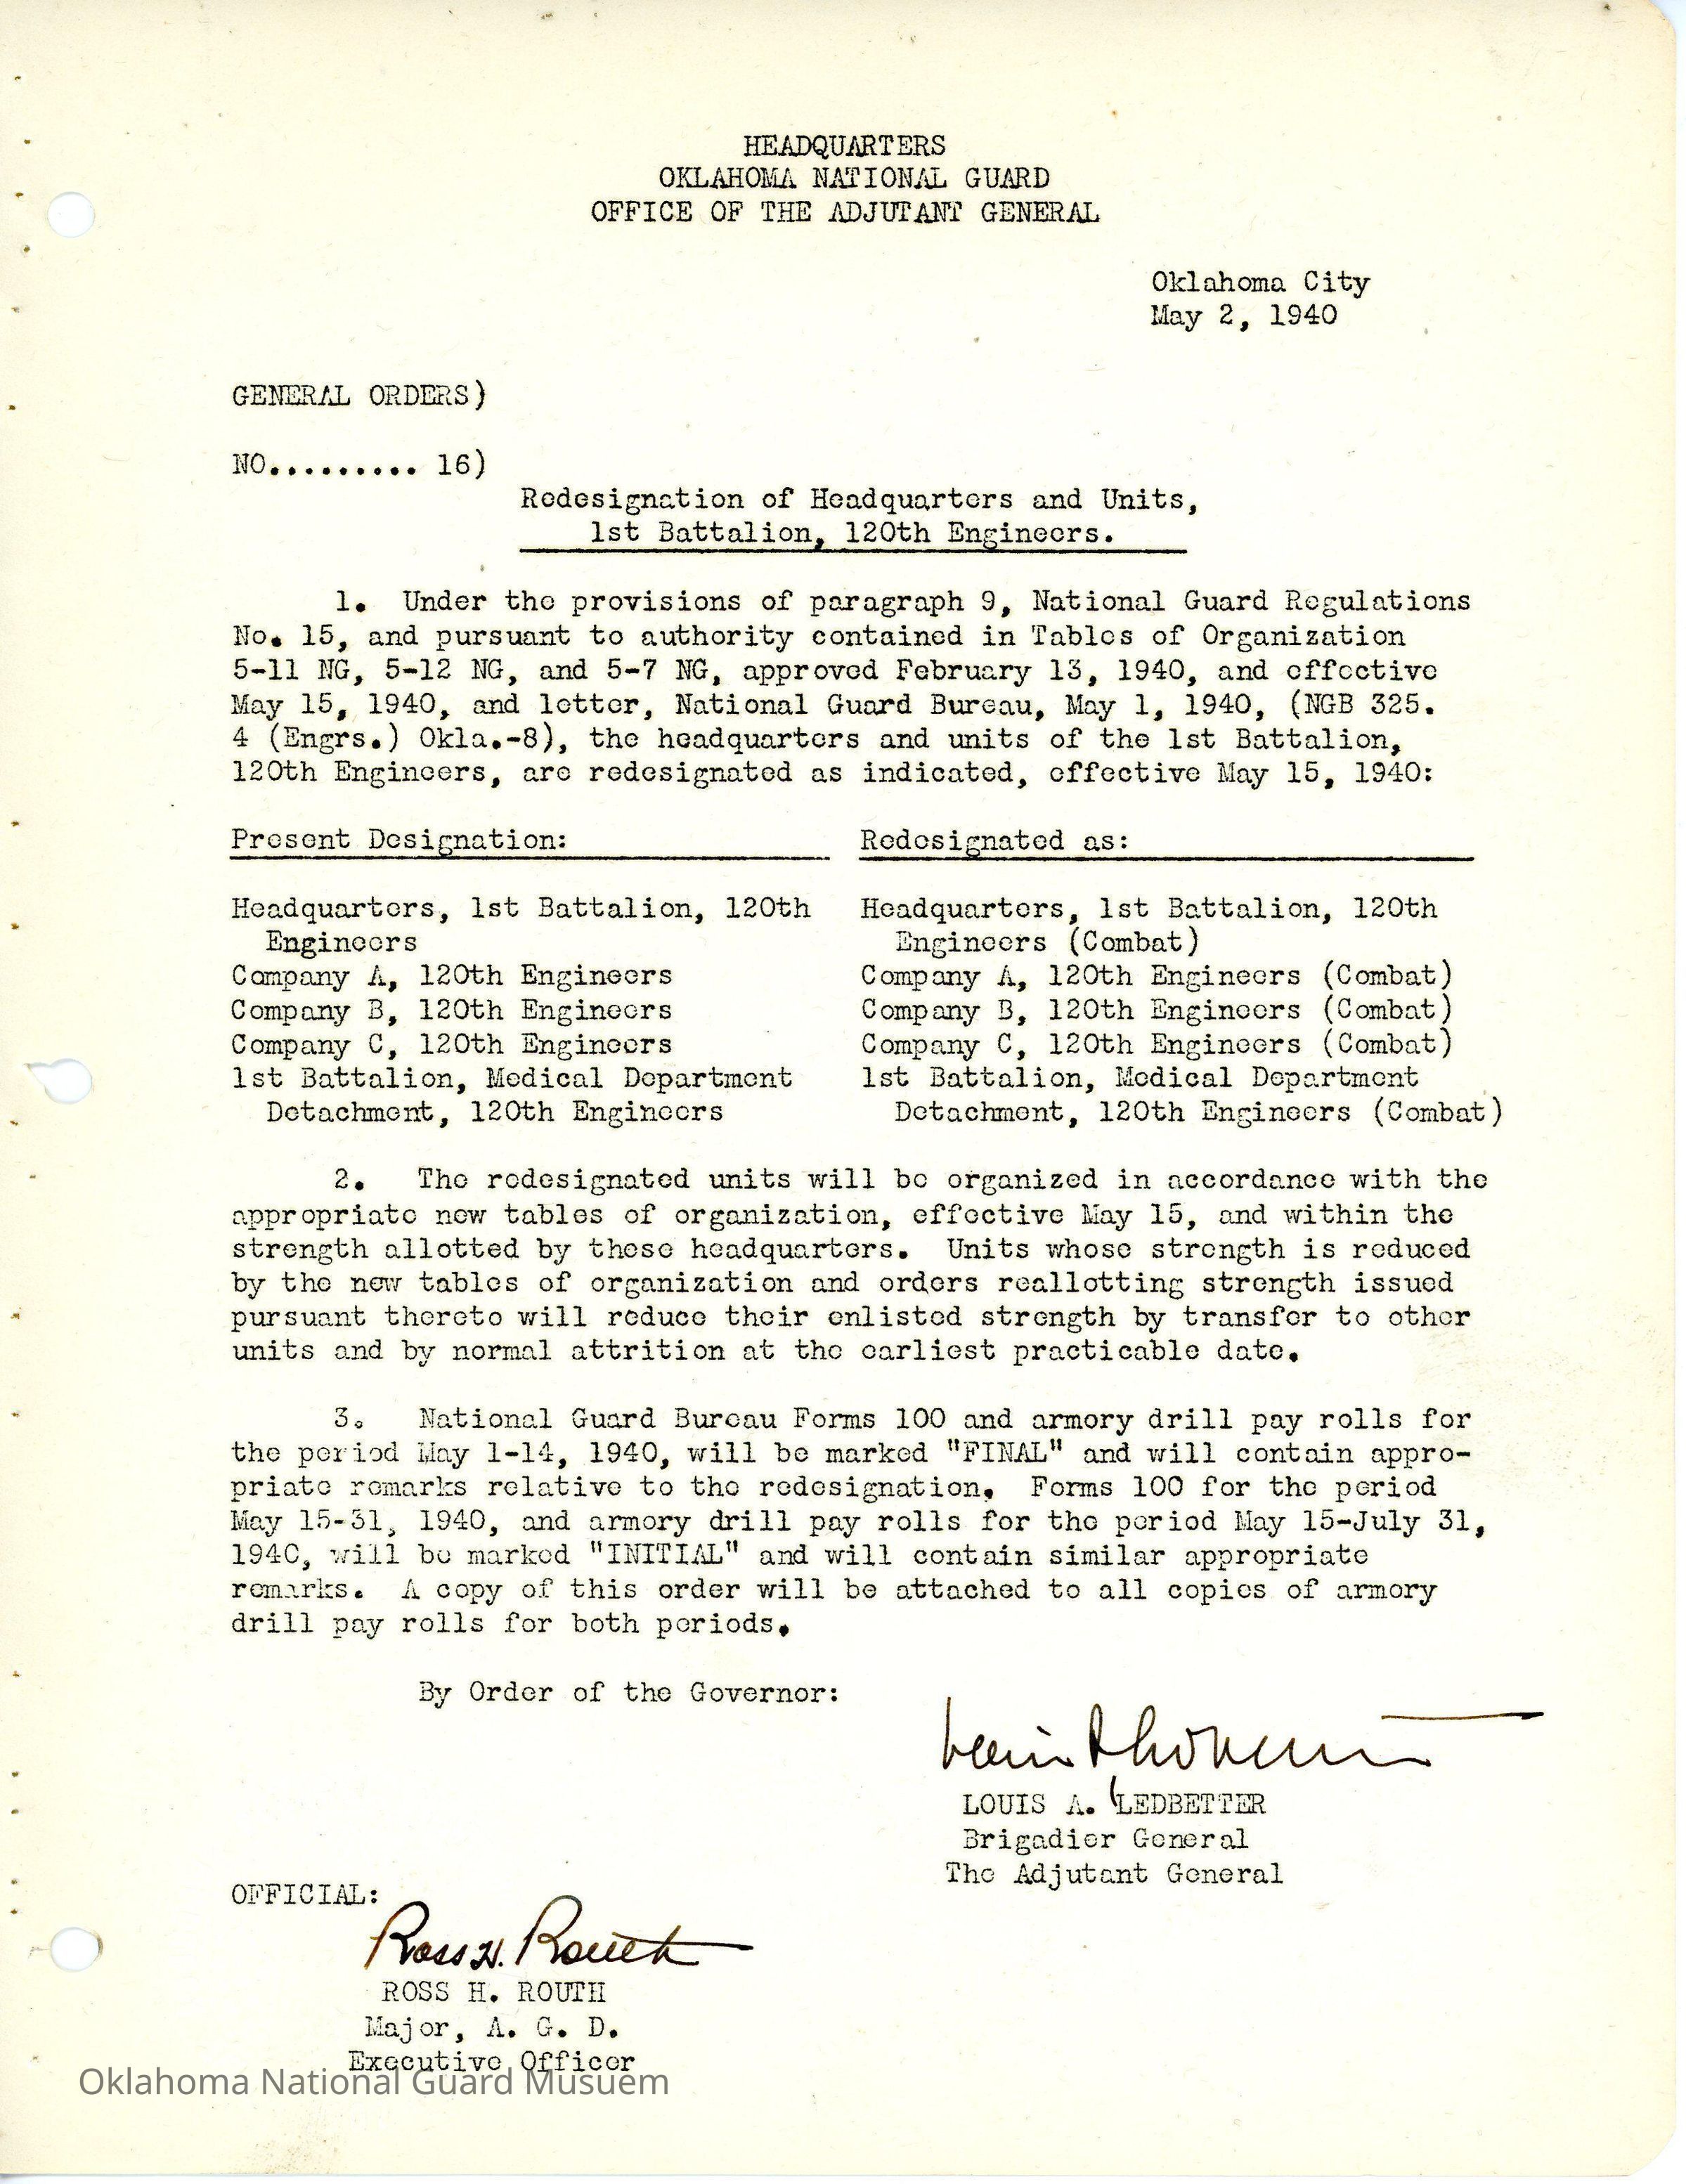 HEADQUARTERS
OKLAHOMA NATIONAL GUARD
OFFICE OF THE ADJUTANT GENERAL
Oklahoma City
May 2, 1940
GENERAL ORDERS)
NO......... 16)
Redesignation of Headquarters and Units,
1st Battalion, 120th Engineers.
1. Under the provisions of paragraph 9, National Guard Regulations
No. 15, and pursuant to authority contained in Tables of Organization
5-11 NG, 5-12 NG, and 5-7 NG, approved February 13, 1940, and effective
May 15, 1940, and letter, National Guard Bureau, May 1, 1940, (NGB 325.
4 (Engrs.) Okla.-8), the headquarters and units of the 1st Battalion,
120th Engineers, are redesignated as indicated, effective May 15, 1940:
Present Designation: Redesignated as:
Headquarters, 1st Battalion, 120th Headquarters, 1st Battalion, 120th
Engineers Engineers (Combat)
Company A, 120th Engineers Company A, 120th Engineers (Combat)
Company B, 120th Engineers Company B, 120th Engineers (Combat)
Company C, 120th Engineers Company C, 120th Engineers (Combat)
1st Battalion, Medical Department 1st Battalion, Medical Department
Detachment, 120th Engineers Detachment, 120th Engineers (Combat)
2. The redesignated units will be organized in accordance with the
appropriate new tables of organization, effective May 15, and within the
strength allotted by these headquarters. Units whose strength is reduced
by the new tables of organization and orders reallotting strength issued
pursuant thereto will reduce their enlisted strength by transfer to other
units and by normal attrition at the earliest practicable date.
3. National Guard Bureau Forms 100 and armory drill pay rolls for
the period May 1-14, 1940, will be marked "FINAL" and will contain appro-
priate remarks relative to the redesignation. Forms 100 for the period
May 15-31, 1940, and armory drill pay rolls for the period May 15-July 31,
1940, will be marked "INITIAL" and will contain similar appropriate
remarks. A copy of this order will be attached to all copies of armory
drill pay rolls for both periods.
By Order of the Governor:
LOUIS A. LEDBETTER
Brigadier General
The Adjutant General
OFFICIAL:
Ross H. Routh
ROSS H. ROUTH
Major, A. G. D.
Executive Officer
Oklahoma National Guard Musuem